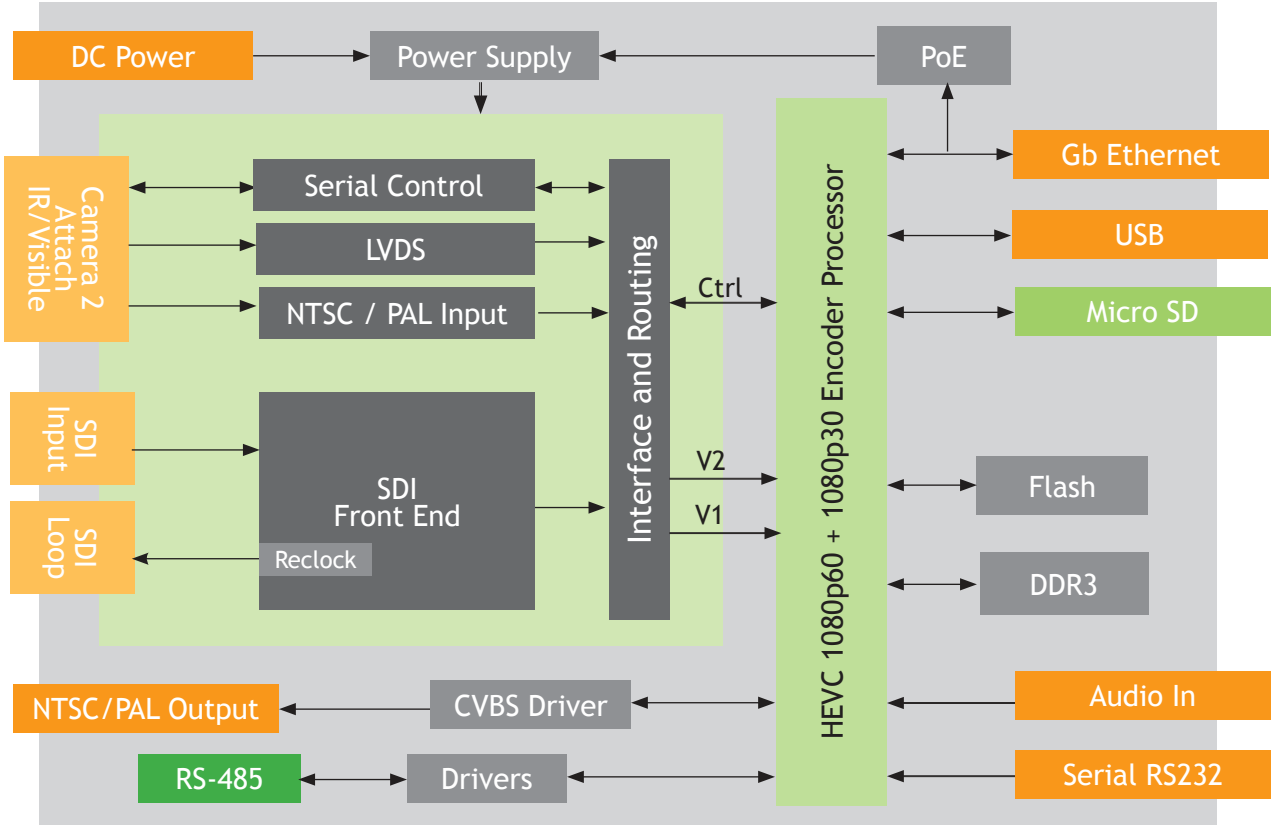 DC Power
Power Supply
PoE
Gb Ethernet
USB
Micro SD
Camera 2
Attach
IR/Visible
Serial Control
LVDS
NTSC / PAL Input
Interface and Routing
Ctrl
HEVC 1080p60 + 1080p30 Encoder Processor
SDI
Input
SDI
Loop
SDI
Front End
Reclock
V2
V1
Flash
DDR3
NTSC/PAL Output
CVBS Driver
Audio In
RS-485
Drivers
Serial RS232